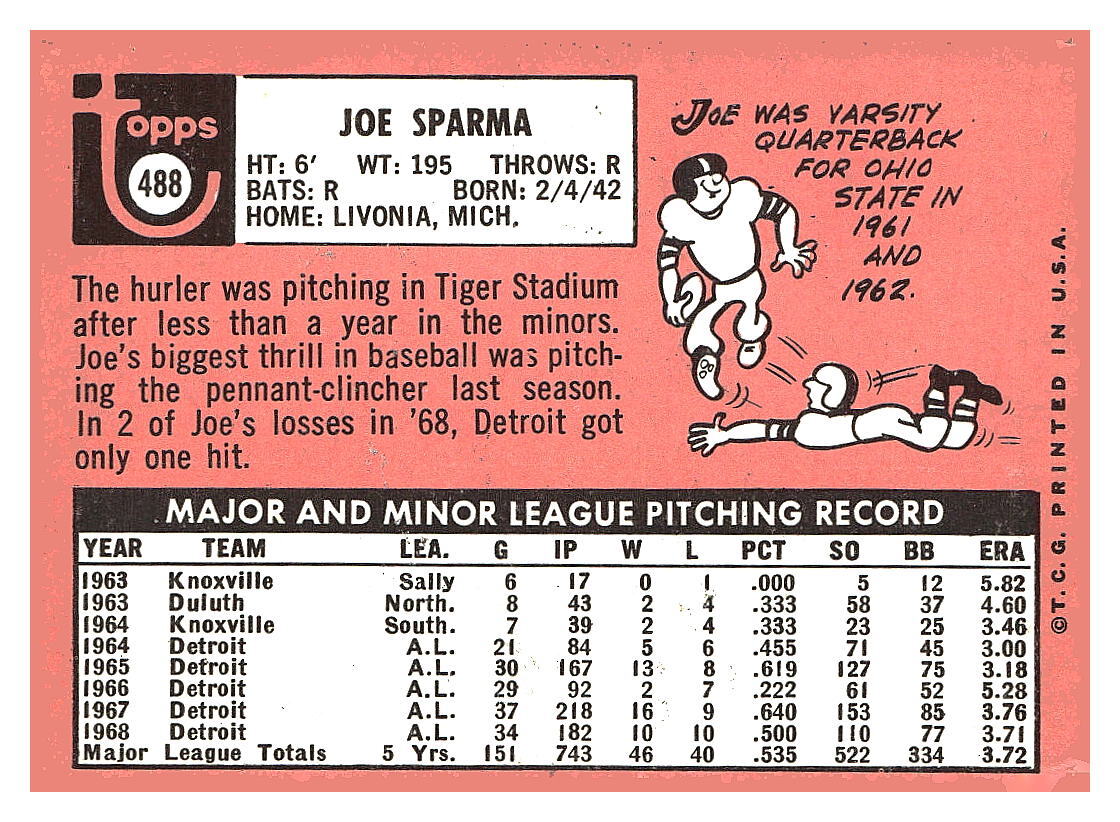 Topps
488
JOE SPARMA
HT: 6' WT: 195 THROWS: R
BATS: R BORN: 2/4/42
HOME: LIVONIA, MICH.
JOE WAS VARSITY
QUARTERBACK
FOR OHIO
STATE IN
1961
AND
1962.
The hurler was pitching in Tiger Stadium
after less than a year in the minors.
Joe's biggest thrill in baseball was pitch-
ing the pennant-clincher last season.
In 2 of Joe's losses in '68, Detroit got
only one hit.
MAJOR AND MINOR LEAGUE PITCHING RECORD
YEAR TEAM LEA. G IP W L PCT SO BB ERA
1963 Knoxville Sally 6 17 0 1 .000 5 12 5.82
1963 Duluth North. 8 43 2 4 .333 58 37 4.60
1964 Knoxville South. 7 39 2 4 .333 23 25 3.46
1964 Detroit A.L. 21 84 5 6 .455 71 45 3.00
1965 Detroit A.L. 30 167 13 8 .619 127 75 3.18
1966 Detroit A.L. 29 92 2 7 .222 61 52 5.28
1967 Detroit A.L. 37 218 16 9 .640 153 85 3.76
1968 Detroit A.L. 34 182 10 10 .500 110 77 3.71
Major League Totals 5 Yrs. 151 743 46 40 .535 522 334 3.72
©T. C. G. PRINTED IN U.S.A.